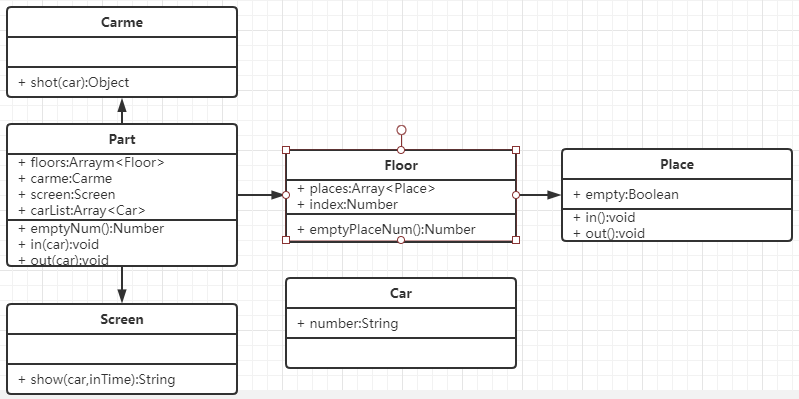 Carme
+ shot(car):Object
Part
+ floors:Arraym<Floor>
+ carme:Carme
+ screen:Screen
+ carList:Array<Car>
+ emptyNum():Number
+ in(car):void
+ out(car):void
Screen
+ show(car,inTime):String
Floor
+ places:Array<Place>
+ index:Number
+ emptyPlaceNum():Number
Car
+ number:String
Place
+ empty:Boolean
+ in():void
+ out():void